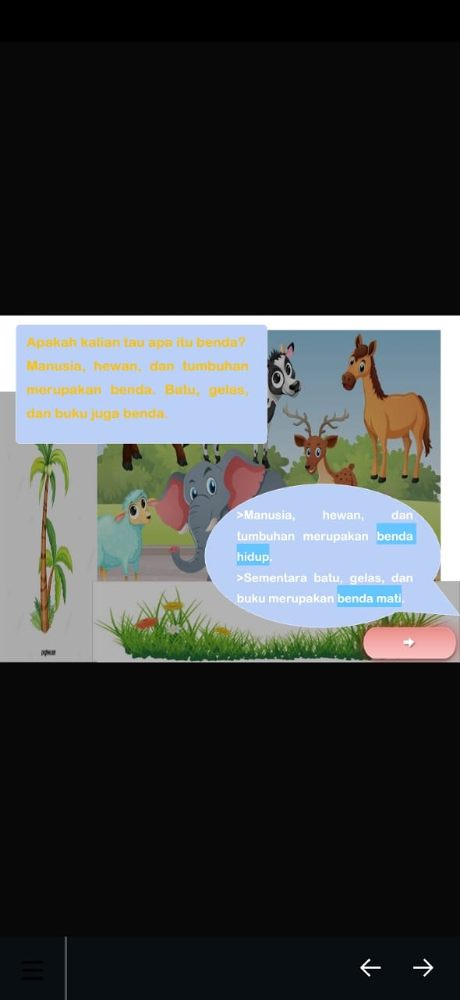 Apakah kalian tau apa itu benda?
Manusia, hewan, dan tumbuhan
merupakan benda. Batu, gelas,
dan buku juga benda.
>Manusia, hewan, dan
tumbuhan merupakan benda
hidup.
>Sementara batu, gelas, dan
buku merupakan benda mati.